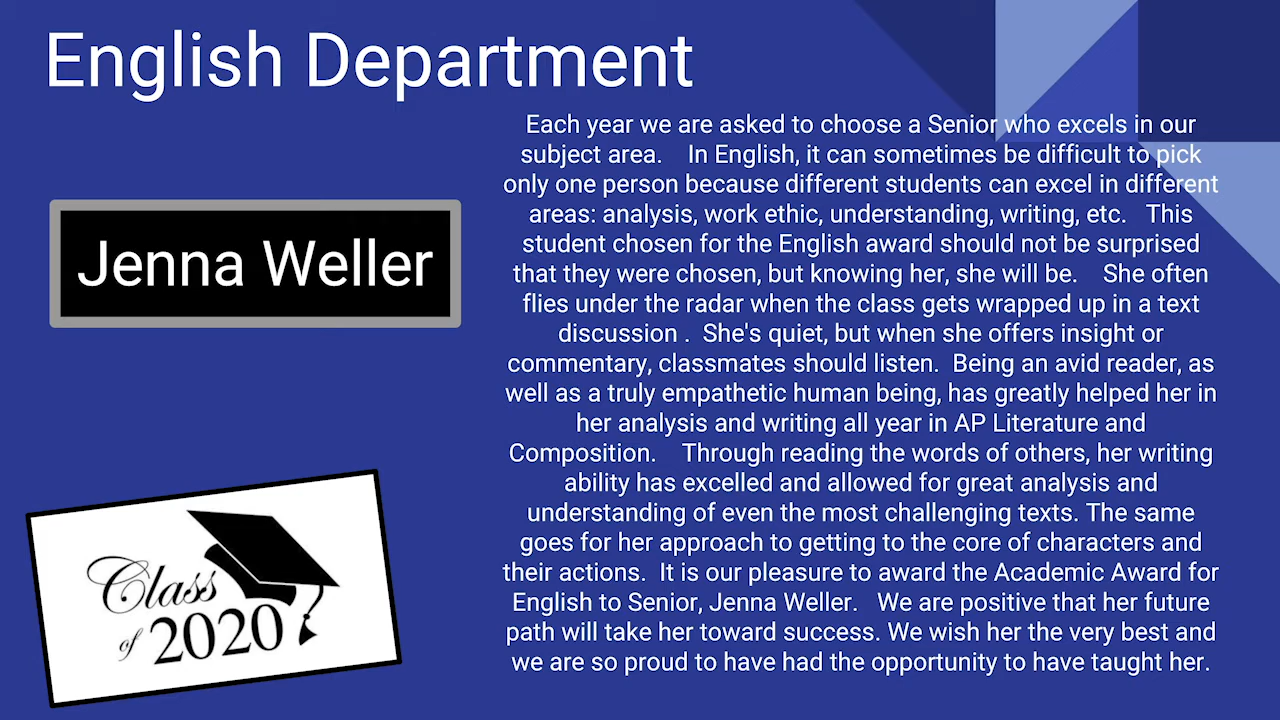 English Department
Jenna Weller
Each year we are asked to choose a Senior who excels in our
subject area.    In English, it can sometimes be difficult to pick
only one person because different students can excel in different
areas: analysis, work ethic, understanding, writing, etc.   This
student chosen for the English award should not be surprised
that they were chosen, but knowing her, she will be.    She often
flies under the radar when the class gets wrapped up in a text
discussion .  She's quiet, but when she offers insight or
commentary, classmates should listen.  Being an avid reader, as
well as a truly empathetic human being, has greatly helped her in
her analysis and writing all year in AP Literature and
Composition.    Through reading the words of others, her writing
ability has excelled and allowed for great analysis and
understanding of even the most challenging texts. The same
goes for her approach to getting to the core of characters and
their actions.  It is our pleasure to award the Academic Award for
English to Senior, Jenna Weller.   We are positive that her future
path will take her toward success. We wish her the very best and
we are so proud to have had the opportunity to have taught her.
Class
of 2020